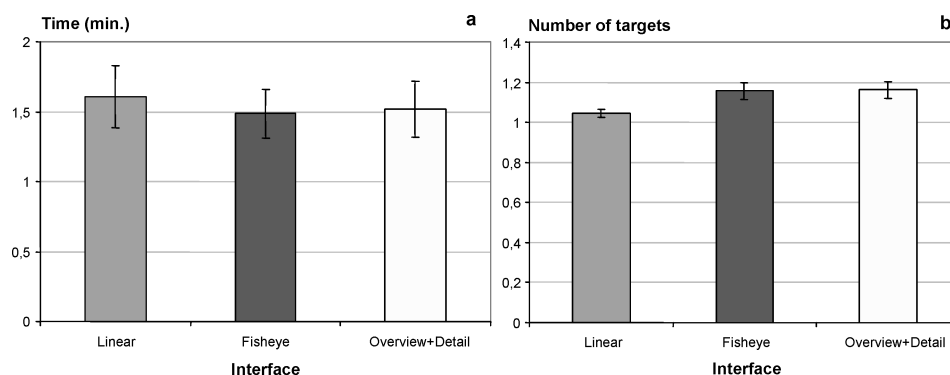 Time (min.)
a
2
1,5
1
0,5
0
Linear
Fisheye
Overview+Detail
Interface
Number of targets
b
1,4
1,2
1
0,8
0,6
0,4
0,2
0
Linear
Fisheye
Overview+Detail
Interface